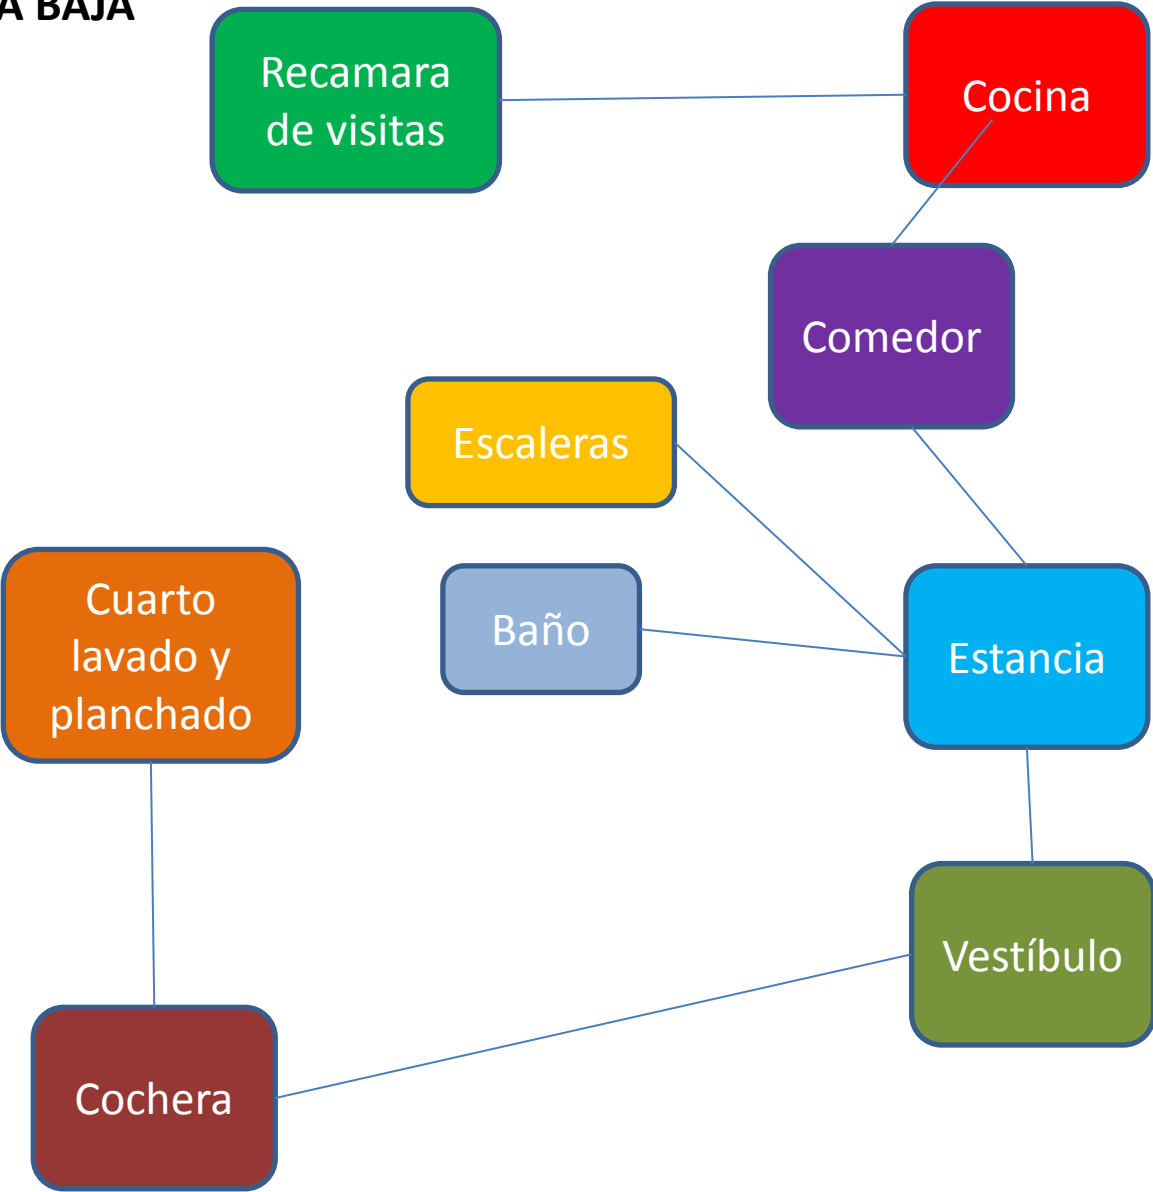 A BAJA
Recamara
de visitas
Cocina
Comedor
Escaleras
Cuarto
lavado y
planchado
Baño
Estancia
Vestíbulo
Cochera